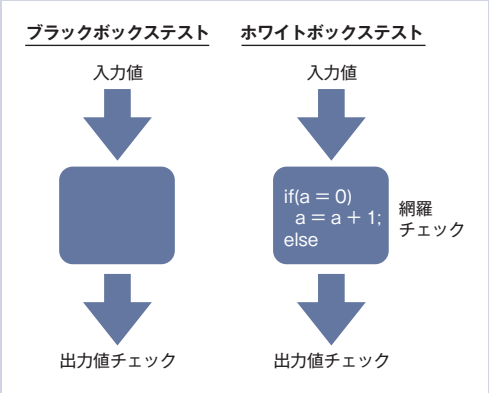 ブラックボックステスト
入力値
出力値チェック
ホワイトボックステスト
入力値
if(a = 0)
a = a + 1;
else
網羅
チェック
出力値チェック